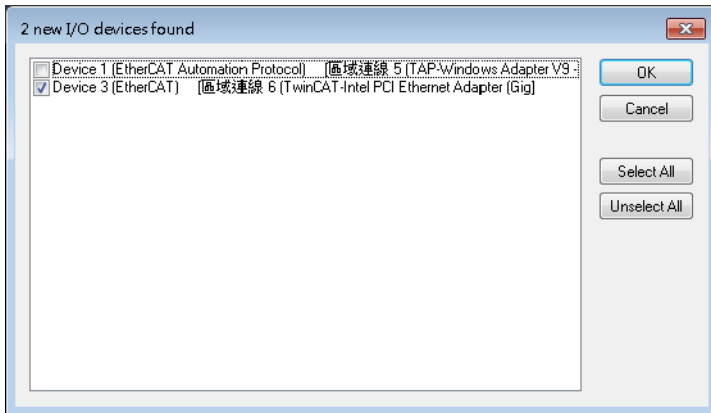 2 new I/O devices found
Device 1 (EtherCAT Automation Protocol) [區域連線 5 (TAP-Windows Adapter V9 -
Device 3 (EtherCAT) [區域連線 6 (TwinCAT-Intel PCI Ethernet Adapter (Gig]
OK
Cancel
Select All
Unselect All